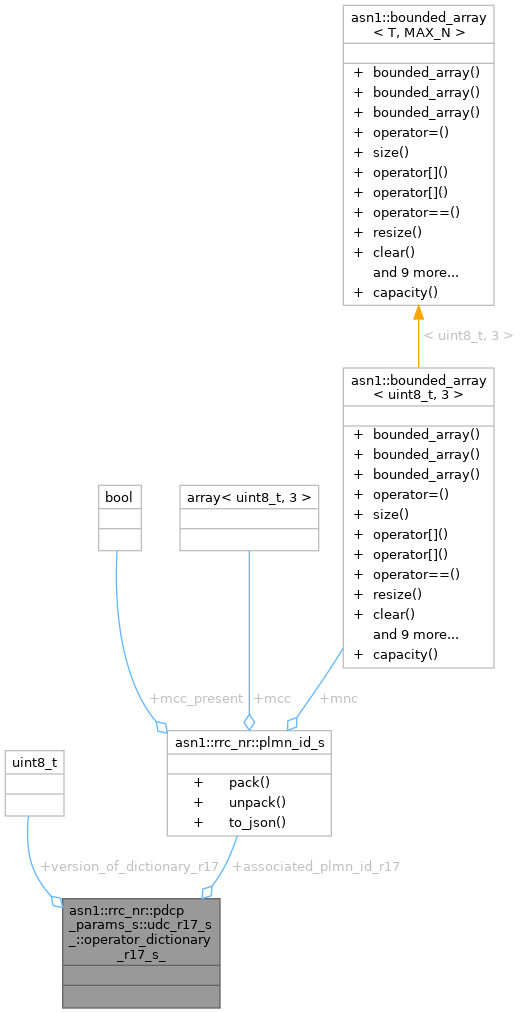 asn1::bounded_array
< T, MAX_N >
+ bounded_array()
+ bounded_array()
+ bounded_array()
+ operator=()
+ size()
+ operator[]()
+ operator[]()
+ operator==()
+ resize()
+ clear()
and 9 more...
+ capacity()
< uint8_t, 3 >
asn1::bounded_array
< uint8_t, 3 >
+ bounded_array()
+ bounded_array()
+ bounded_array()
+ operator=()
+ size()
+ operator[]()
+ operator[]()
+ operator==()
+ resize()
+ clear()
and 9 more...
+ capacity()
bool
array< uint8_t, 3 >
+mcc_present
+mcc
+mnc
asn1::rrc_nr::plmn_id_s
+ pack()
+ unpack()
+ to_json()
uint8_t
+version_of_dictionary_r17
+associated_plmn_id_r17
asn1::rrc_nr::pdcp
_params_s::udc_r17_s
_::operator_dictionary
_r17_s_